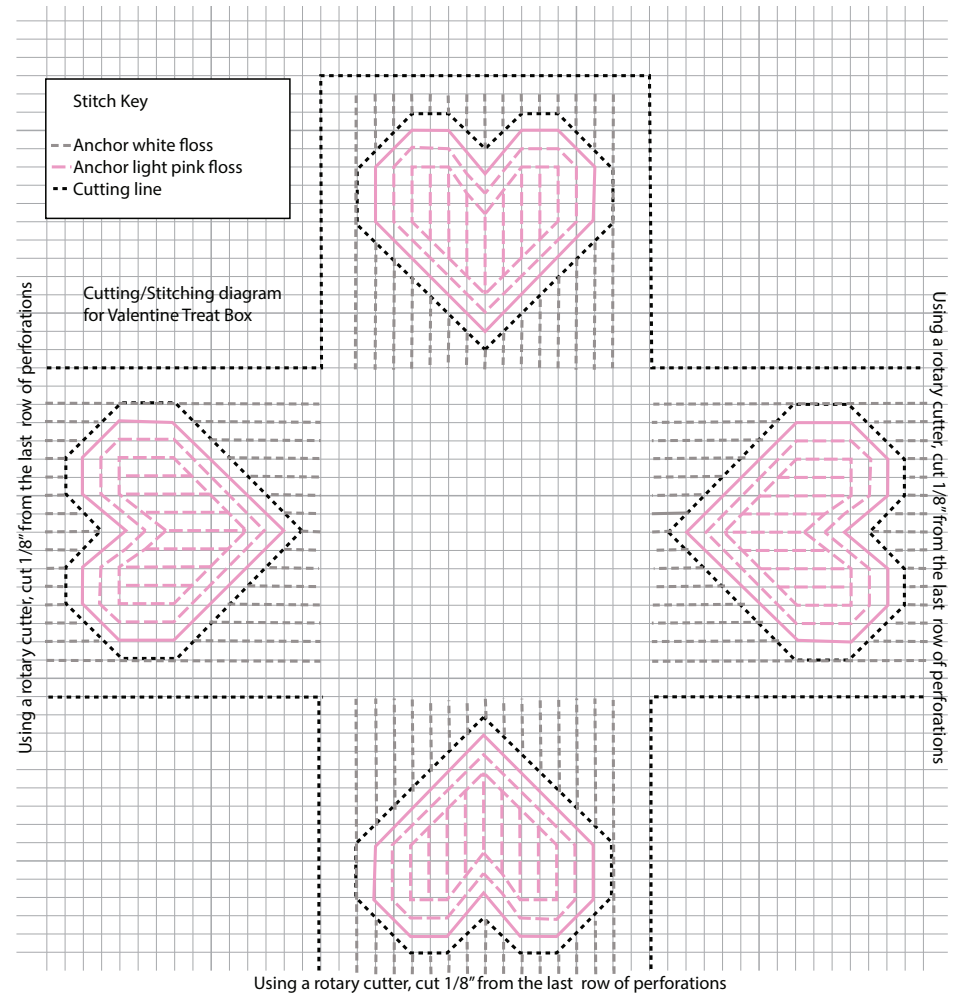 Stitch Key
Anchor white floss
Anchor light pink floss
Cutting line
Cutting/Stitching diagram
for Valentine Treat Box
Using a rotary cutter, cut 1/8" from the last row of perforations
Using a rotary cutter, cut 1/8" from the last row of perforations
Using a rotary cutter, cut 1/8" from the last row of perforations